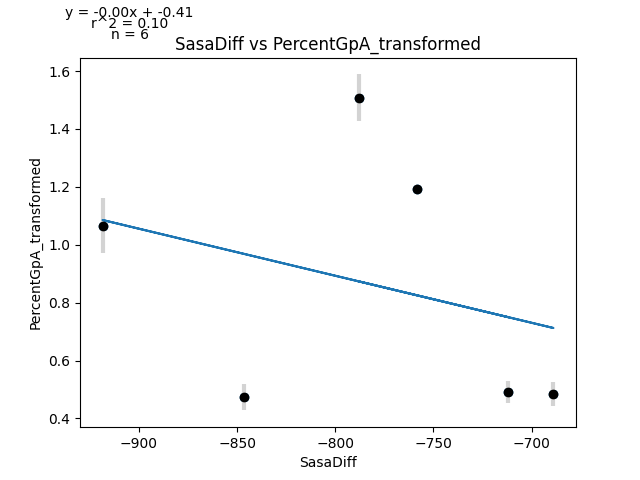 y = -0.00x + -0.41
r^2 = 0.10
n = 6
SasaDiff vs PercentGpA_transformed
PercentGpA_transformed
1.6
1.4
1.2
1.0
0.8
0.6
0.4
−900
−850
−800
−750
−700
SasaDiff